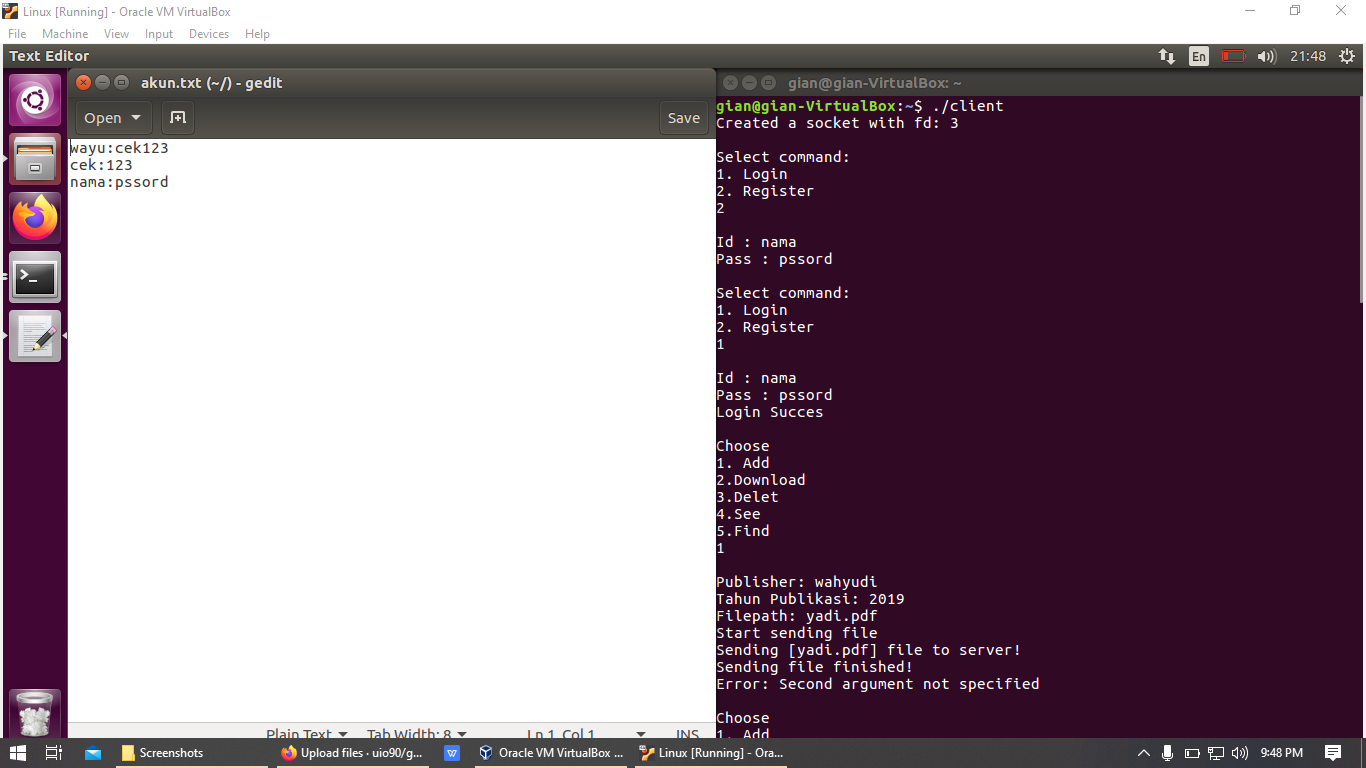 Linux [Running] - Oracle VM VirtualBox
File Machine View Input Devices Help
Text Editor
En
21:48
akun.txt (~/) - gedit
Open
Save
wayu:cek123
cek:123
nama:pssord
Plain Text Tab Width: 8 Ln 1, Col 1 INS
gian@gian-VirtualBox: ~
gian@gian-VirtualBox:~$ ./client
Created a socket with fd: 3
Select command:
1. Login
2. Register
2
Id : nama
Pass : pssord
Select command:
1. Login
2. Register
1
Id : nama
Pass : pssord
Login Succes
Choose
1. Add
2.Download
3.Delet
4.See
5.Find
1
Publisher: wahyudi
Tahun Publikasi: 2019
Filepath: yadi.pdf
Start sending file
Sending [yadi.pdf] file to server!
Sending file finished!
Error: Second argument not specified
Choose
1. Add
Screenshots
Upload files · uio90/g...
Oracle VM VirtualBox ...
Linux [Running] - Ora...
9:48 PM